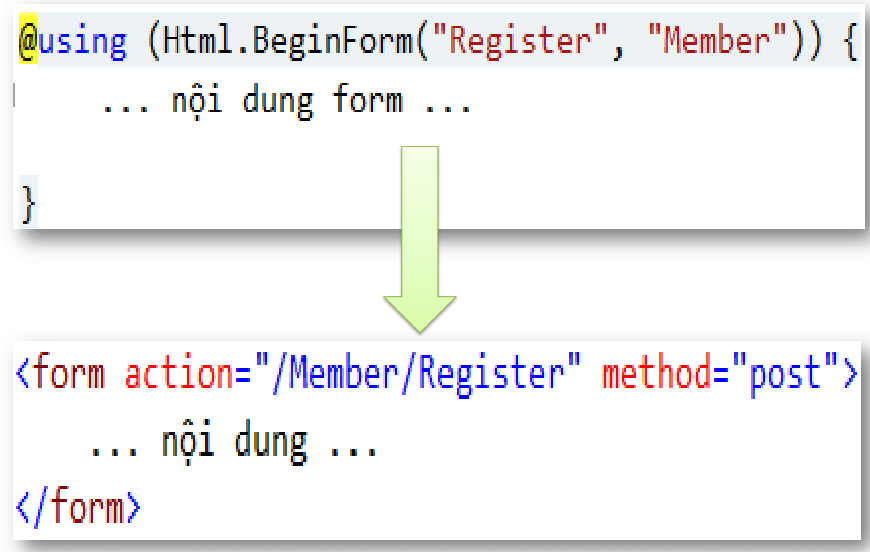 @using (Html.BeginForm("Register", "Member")) {
... nội dung form ...
}
<form action="/Member/Register" method="post">
... nội dung ...
</form>